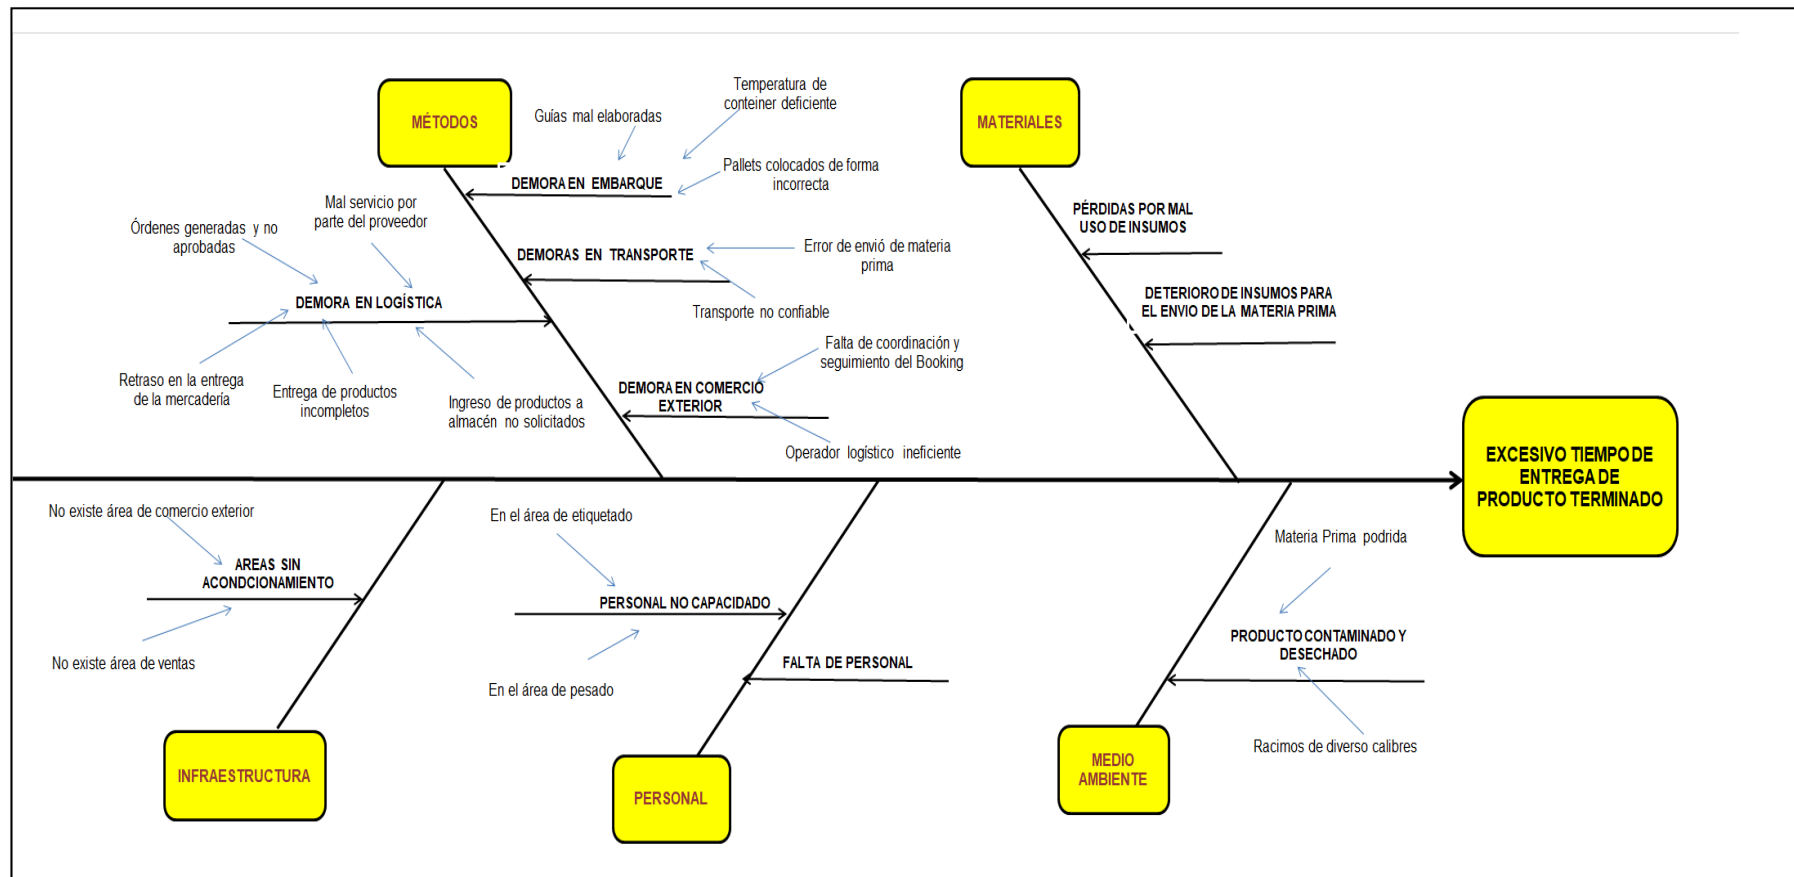 MÉTODOS
Guías mal elaboradas
Temperatura de
conteiner deficiente
DEMORA EN EMBARQUE
Pallets colocados de forma
incorrecta
Mal servicio por
parte del proveedor
Órdenes generadas y no
aprobadas
DEMORAS EN TRANSPORTE
Error de envió de materia
prima
DEMORA EN LOGÍSTICA
Transporte no confiable
Retraso en la entrega
de la mercadería
Entrega de productos
incompletos
Ingreso de productos a
almacén no solicitados
Falta de coordinación y
seguimiento del Booking
DEMORA EN COMERCIO
EXTERIOR
Operador logístico ineficiente
MATERIALES
PÉRDIDAS POR MAL
USO DE INSUMOS
DETERIORO DE INSUMOS PARA
EL ENVIO DE LA MATERIA PRIMA
EXCESIVO TIEMPO DE
ENTREGA DE
PRODUCTO TERMINADO
No existe área de comercio exterior
AREAS SIN
ACONDCIONAMIENTO
No existe área de ventas
INFRAESTRUCTURA
En el área de etiquetado
PERSONAL NO CAPACIDADO
En el área de pesado
FALTA DE PERSONAL
PERSONAL
Materia Prima podrida
PRODUCTO CONTAMINADO Y
DESECHADO
Racimos de diverso calibres
MEDIO
AMBIENTE